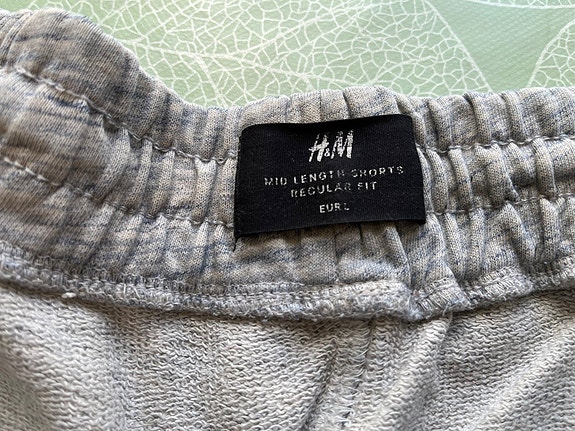 H&M
MID LENGTH SHORTS
REGULAR FIT
EUR L